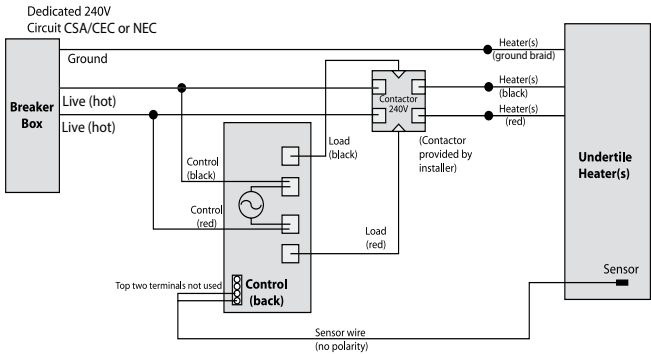 Dedicated 240V
Circuit CSA/CEC or NEC
Ground
Breaker
Box
Live (hot)
Live (hot)
Contactor
240V
Heater(s)
(ground braid)
Heater(s)
(black)
Heater(s)
(red)
(Contactor
provided by
installer)
Undertile
Heater(s)
Load
(black)
Control
(black)
Control
(red)
Load
(red)
Sensor
Top two terminals not used
Control
(back)
Sensor wire
(no polarity)